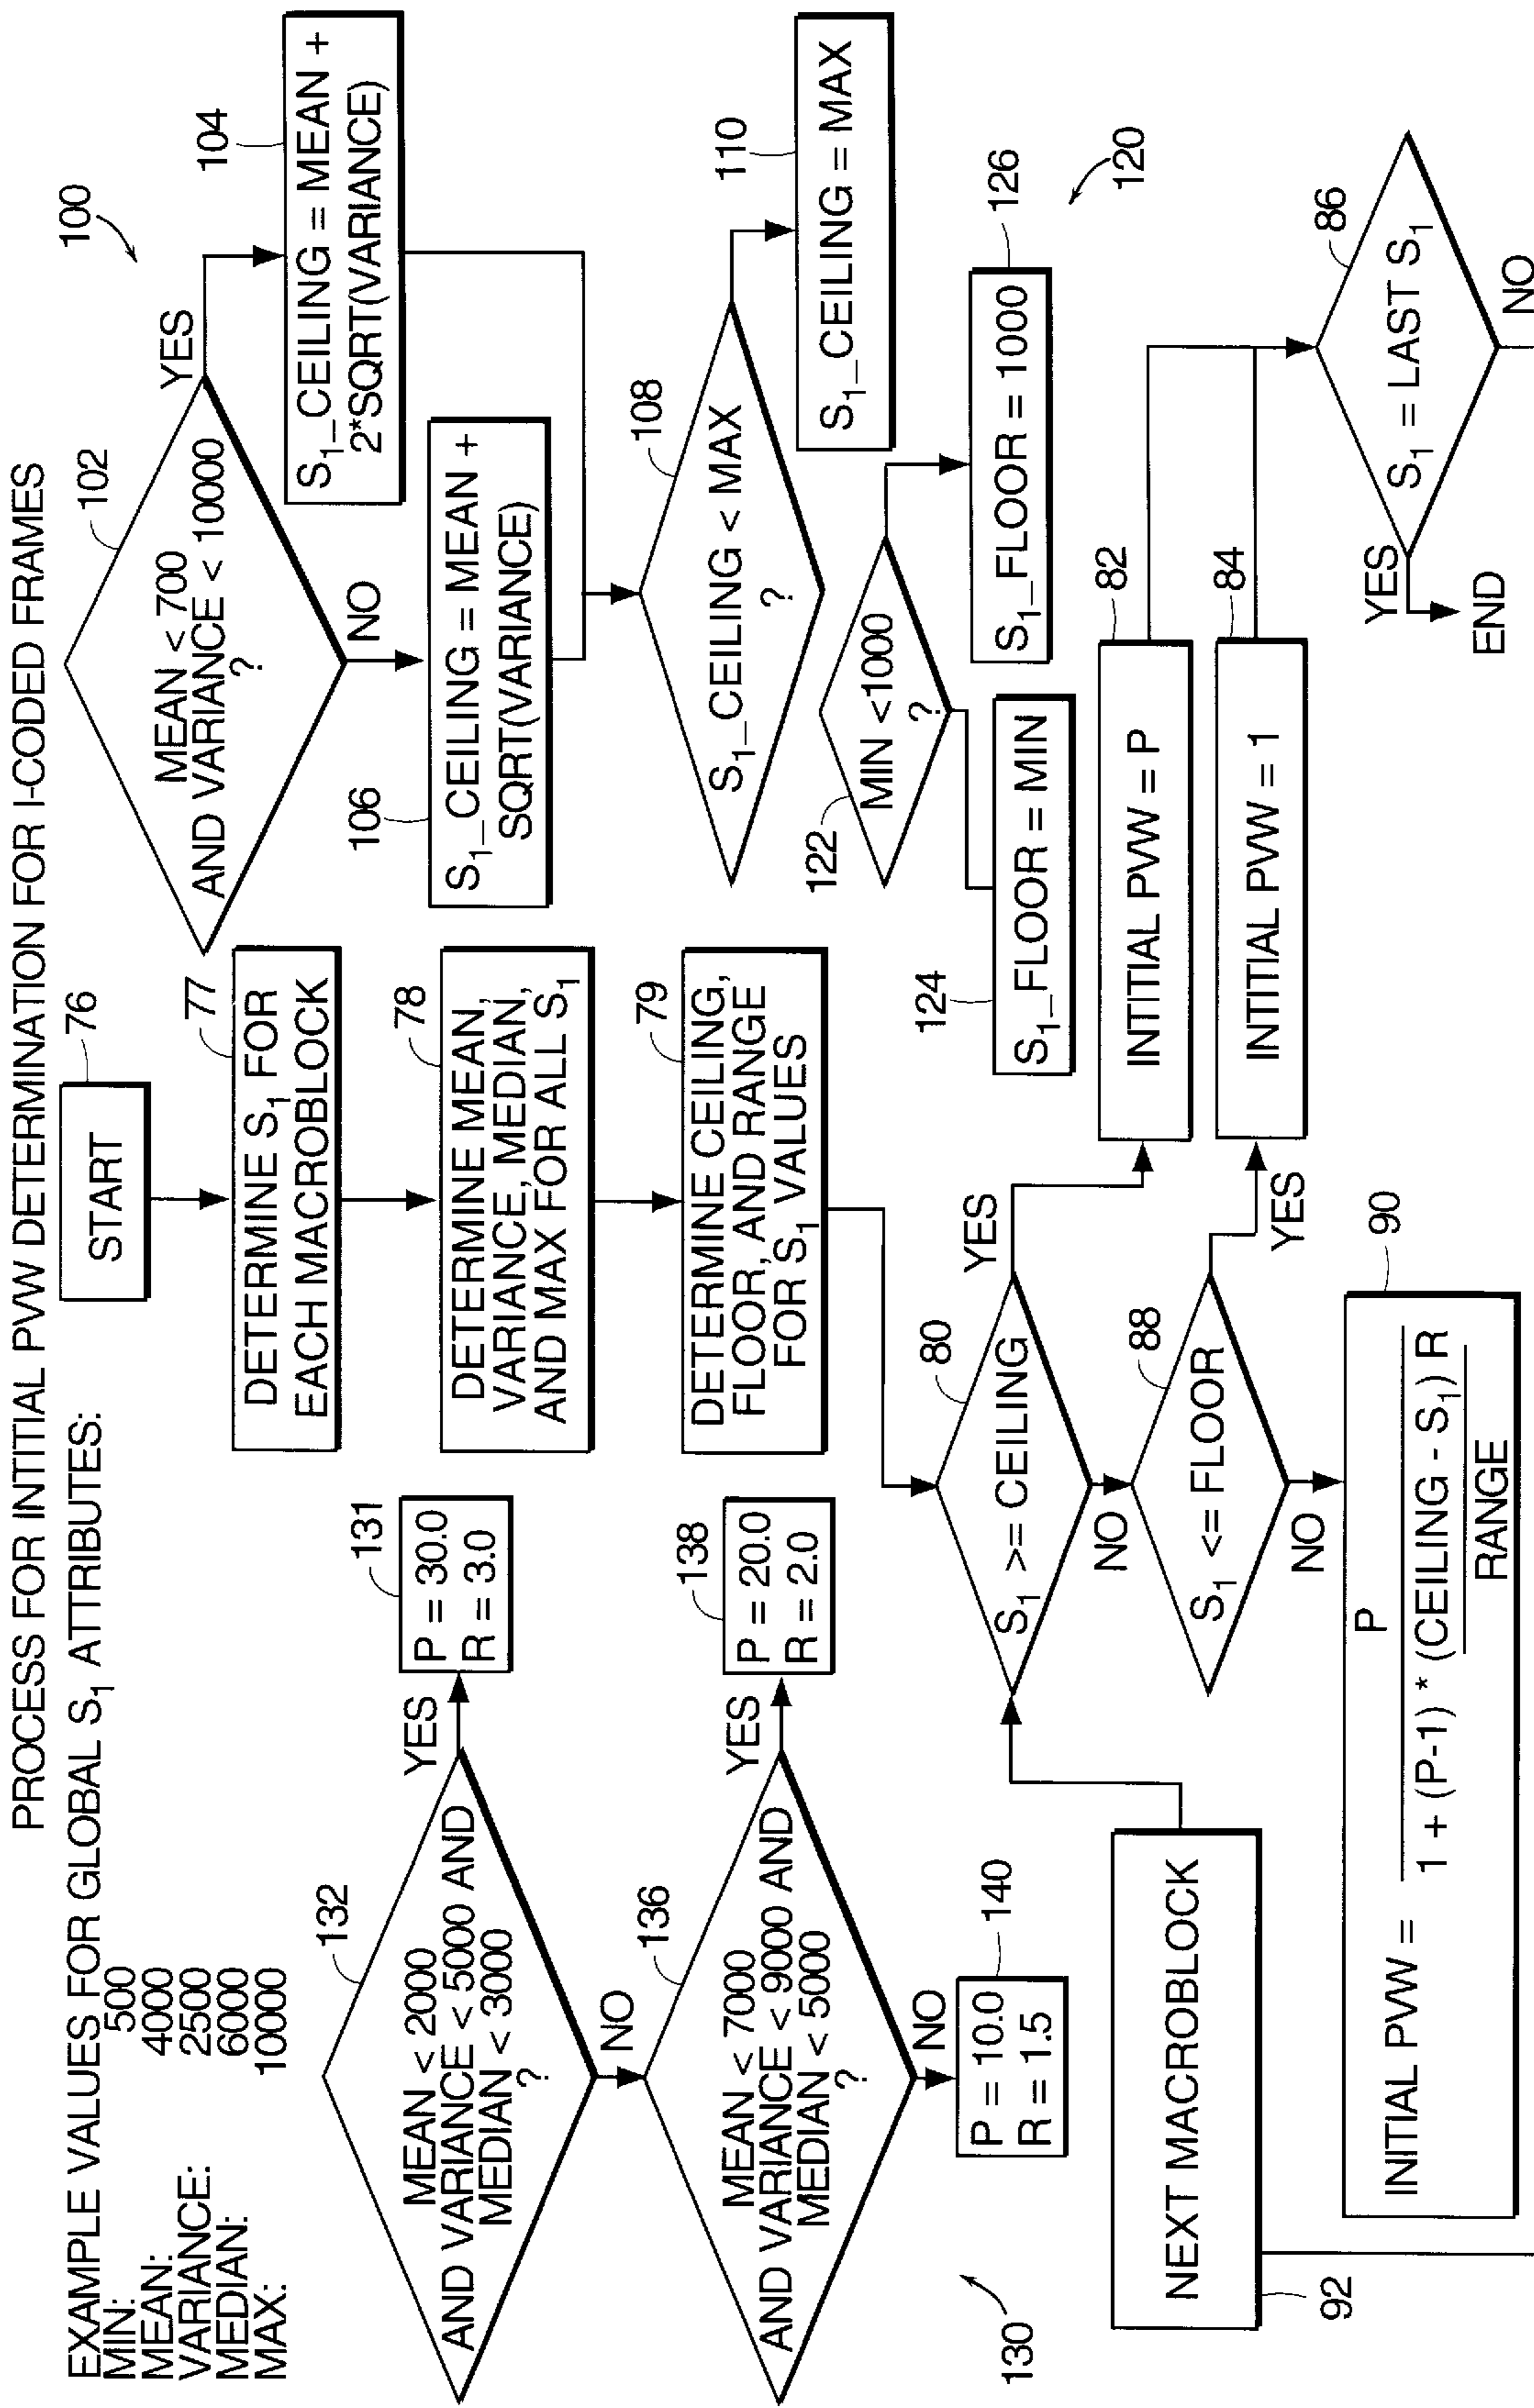 PROCESS FOR INTITIAL PVW DETERMINATION FOR I-CODED FRAMES
EXAMPLE VALUES FOR GLOBAL S1 ATTRIBUTES:
MIN: 500
MEAN: 4000
VARIANCE: 2500
MEDIAN: 6000
MAX: 10000
132
MEAN < 2000
AND VARIANCE < 5000 AND
MEDIAN < 3000
?
YES
131
P = 30.0
R = 3.0
NO
136
MEAN < 7000
AND VARIANCE < 9000 AND
MEDIAN < 5000
?
YES
138
P = 20.0
R = 2.0
NO
140
P = 10.0
R = 1.5
130
76
START
77
DETERMINE S1 FOR
EACH MACROBLOCK
78
DETERMINE MEAN,
VARIANCE, MEDIAN,
AND MAX FOR ALL S1
79
DETERMINE CEILING,
FLOOR, AND RANGE
FOR S1 VALUES
80
S1 >= CEILING
YES
NO
88
S1 <= FLOOR
YES
NO
90
INITIAL PVW =
P
1 + (P-1) * (CEILING - S1) R
RANGE
NEXT MACROBLOCK
92
100
102
MEAN < 700
AND VARIANCE < 10000
?
YES
104
S1_CEILING = MEAN +
2*SQRT(VARIANCE)
NO
106
S1_CEILING = MEAN +
SQRT(VARIANCE)
108
S1_CEILING < MAX
?
110
S1_CEILING = MAX
122
MIN <1000
?
124
S1_FLOOR = MIN
126
S1_FLOOR = 1000
120
82
INTITIAL PVW = P
84
INTITIAL PVW = 1
86
S1 = LAST S1
YES
END
NO